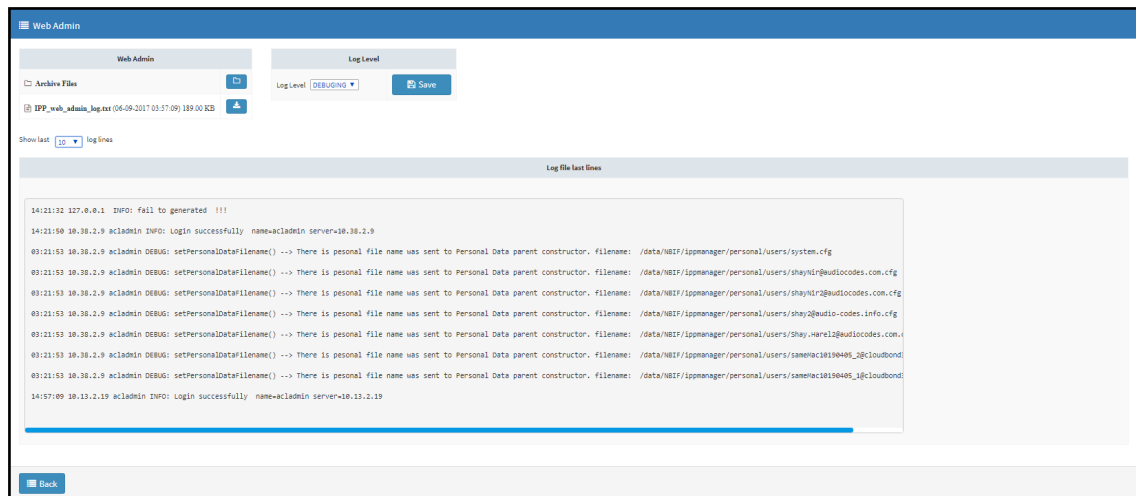 Web Admin
Web Admin
Log Level
Archive Files
Log Level DEBUGING Save
IPP_web_admin_log.txt (06-09-2017 03:57:09) 189.00 KB
Show last 10 log lines
Log file last lines
14:21:32 127.0.0.1 INFO: fail to generated !!!
14:21:50 10.38.2.9 acladmin INFO: Login successfully name=acladmin server=10.38.2.9
03:21:53 10.38.2.9 acladmin DEBUG: setPersonalDataFilename() --> There is pesonal file name was sent to Personal Data parent constructor. filename: /data/NBIF/ippmanager/personal/users/system.cfg
03:21:53 10.38.2.9 acladmin DEBUG: setPersonalDataFilename() --> There is pesonal file name was sent to Personal Data parent constructor. filename: /data/NBIF/ippmanager/personal/users/shayNir@audiocodes.com.cfg
03:21:53 10.38.2.9 acladmin DEBUG: setPersonalDataFilename() --> There is pesonal file name was sent to Personal Data parent constructor. filename: /data/NBIF/ippmanager/personal/users/shayNir2@audiocodes.com.cfg
03:21:53 10.38.2.9 acladmin DEBUG: setPersonalDataFilename() --> There is pesonal file name was sent to Personal Data parent constructor. filename: /data/NBIF/ippmanager/personal/users/shay2@audio-codes.info.cfg
03:21:53 10.38.2.9 acladmin DEBUG: setPersonalDataFilename() --> There is pesonal file name was sent to Personal Data parent constructor. filename: /data/NBIF/ippmanager/personal/users/Shay.Harel2@audiocodes.com.
03:21:53 10.38.2.9 acladmin DEBUG: setPersonalDataFilename() --> There is pesonal file name was sent to Personal Data parent constructor. filename: /data/NBIF/ippmanager/personal/users/sameMac10190405_2@cloudbond
03:21:53 10.38.2.9 acladmin DEBUG: setPersonalDataFilename() --> There is pesonal file name was sent to Personal Data parent constructor. filename: /data/NBIF/ippmanager/personal/users/sameMac10190405_1@cloudbond
14:57:09 10.13.2.19 acladmin INFO: Login successfully name=acladmin server=10.13.2.19
Back